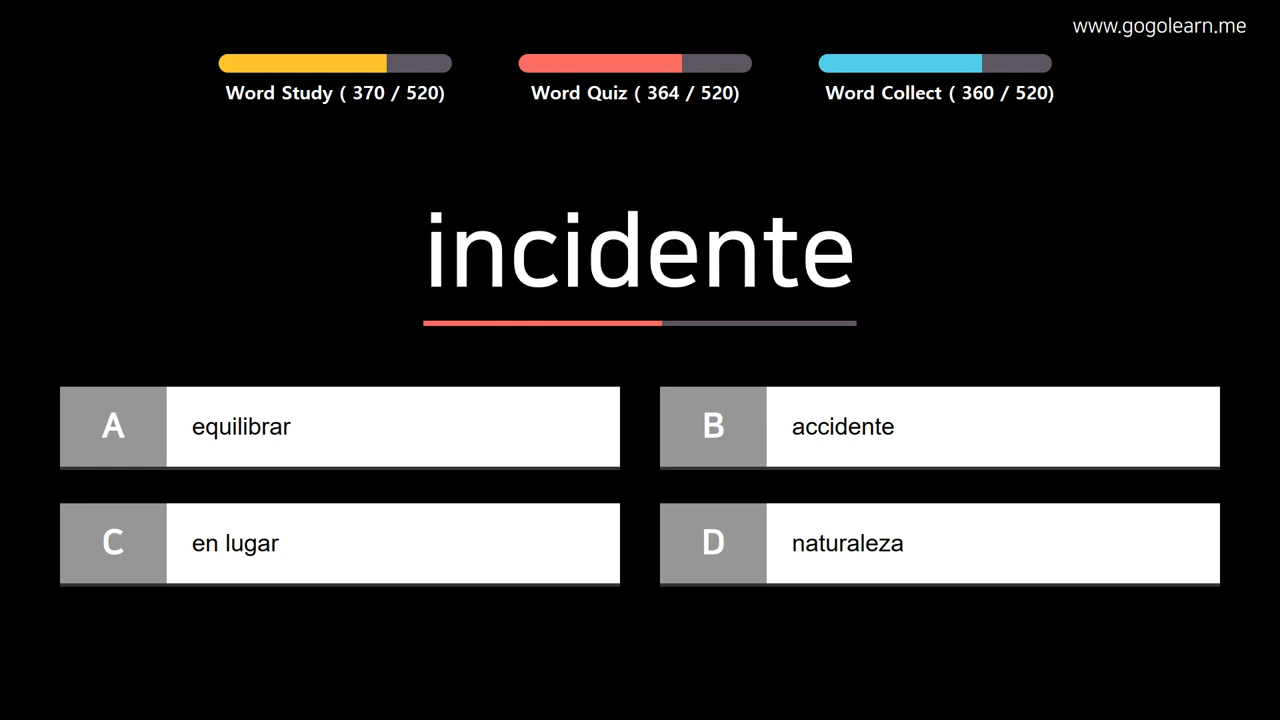 www.gogolearn.me
Word Study ( 370 / 520)
Word Quiz ( 364 / 520)
Word Collect ( 360 / 520)
incidente
A equilibrar
B accidente
C en lugar
D naturaleza